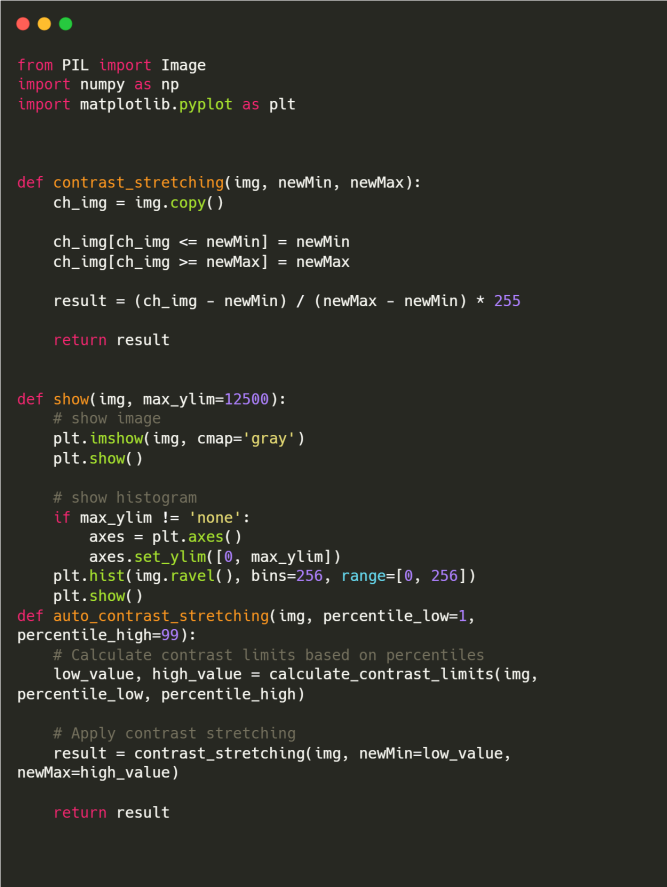 from PIL import Image
import numpy as np
import matplotlib.pyplot as plt
def contrast_stretching(img, newMin, newMax):
    ch_img = img.copy()
    ch_img[ch_img <= newMin] = newMin
    ch_img[ch_img >= newMax] = newMax
    result = (ch_img - newMin) / (newMax - newMin) * 255
    return result
def show(img, max_ylim=12500):
    # show image
    plt.imshow(img, cmap='gray')
    plt.show()
    # show histogram
    if max_ylim != 'none':
        axes = plt.axes()
        axes.set_ylim([0, max_ylim])
    plt.hist(img.ravel(), bins=256, range=[0, 256])
    plt.show()
def auto_contrast_stretching(img, percentile_low=1,
percentile_high=99):
    # Calculate contrast limits based on percentiles
    low_value, high_value = calculate_contrast_limits(img,
percentile_low, percentile_high)
    # Apply contrast stretching
    result = contrast_stretching(img, newMin=low_value,
newMax=high_value)
    return result